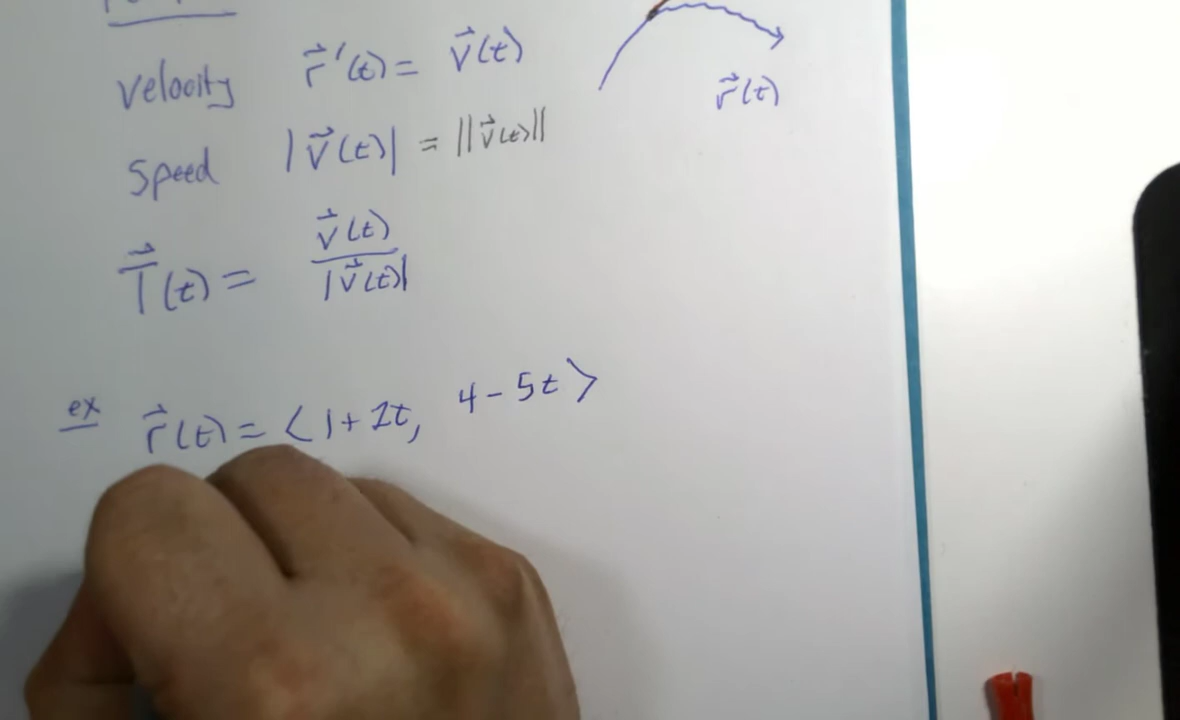 velocity r⃗'(t) = v⃗(t)
r⃗(t)
Speed |v⃗(t)| = ||v⃗(t)||
T⃗(t) = v⃗(t) / |v⃗(t)|
ex r⃗(t) = ⟨1+2t, 4-5t⟩